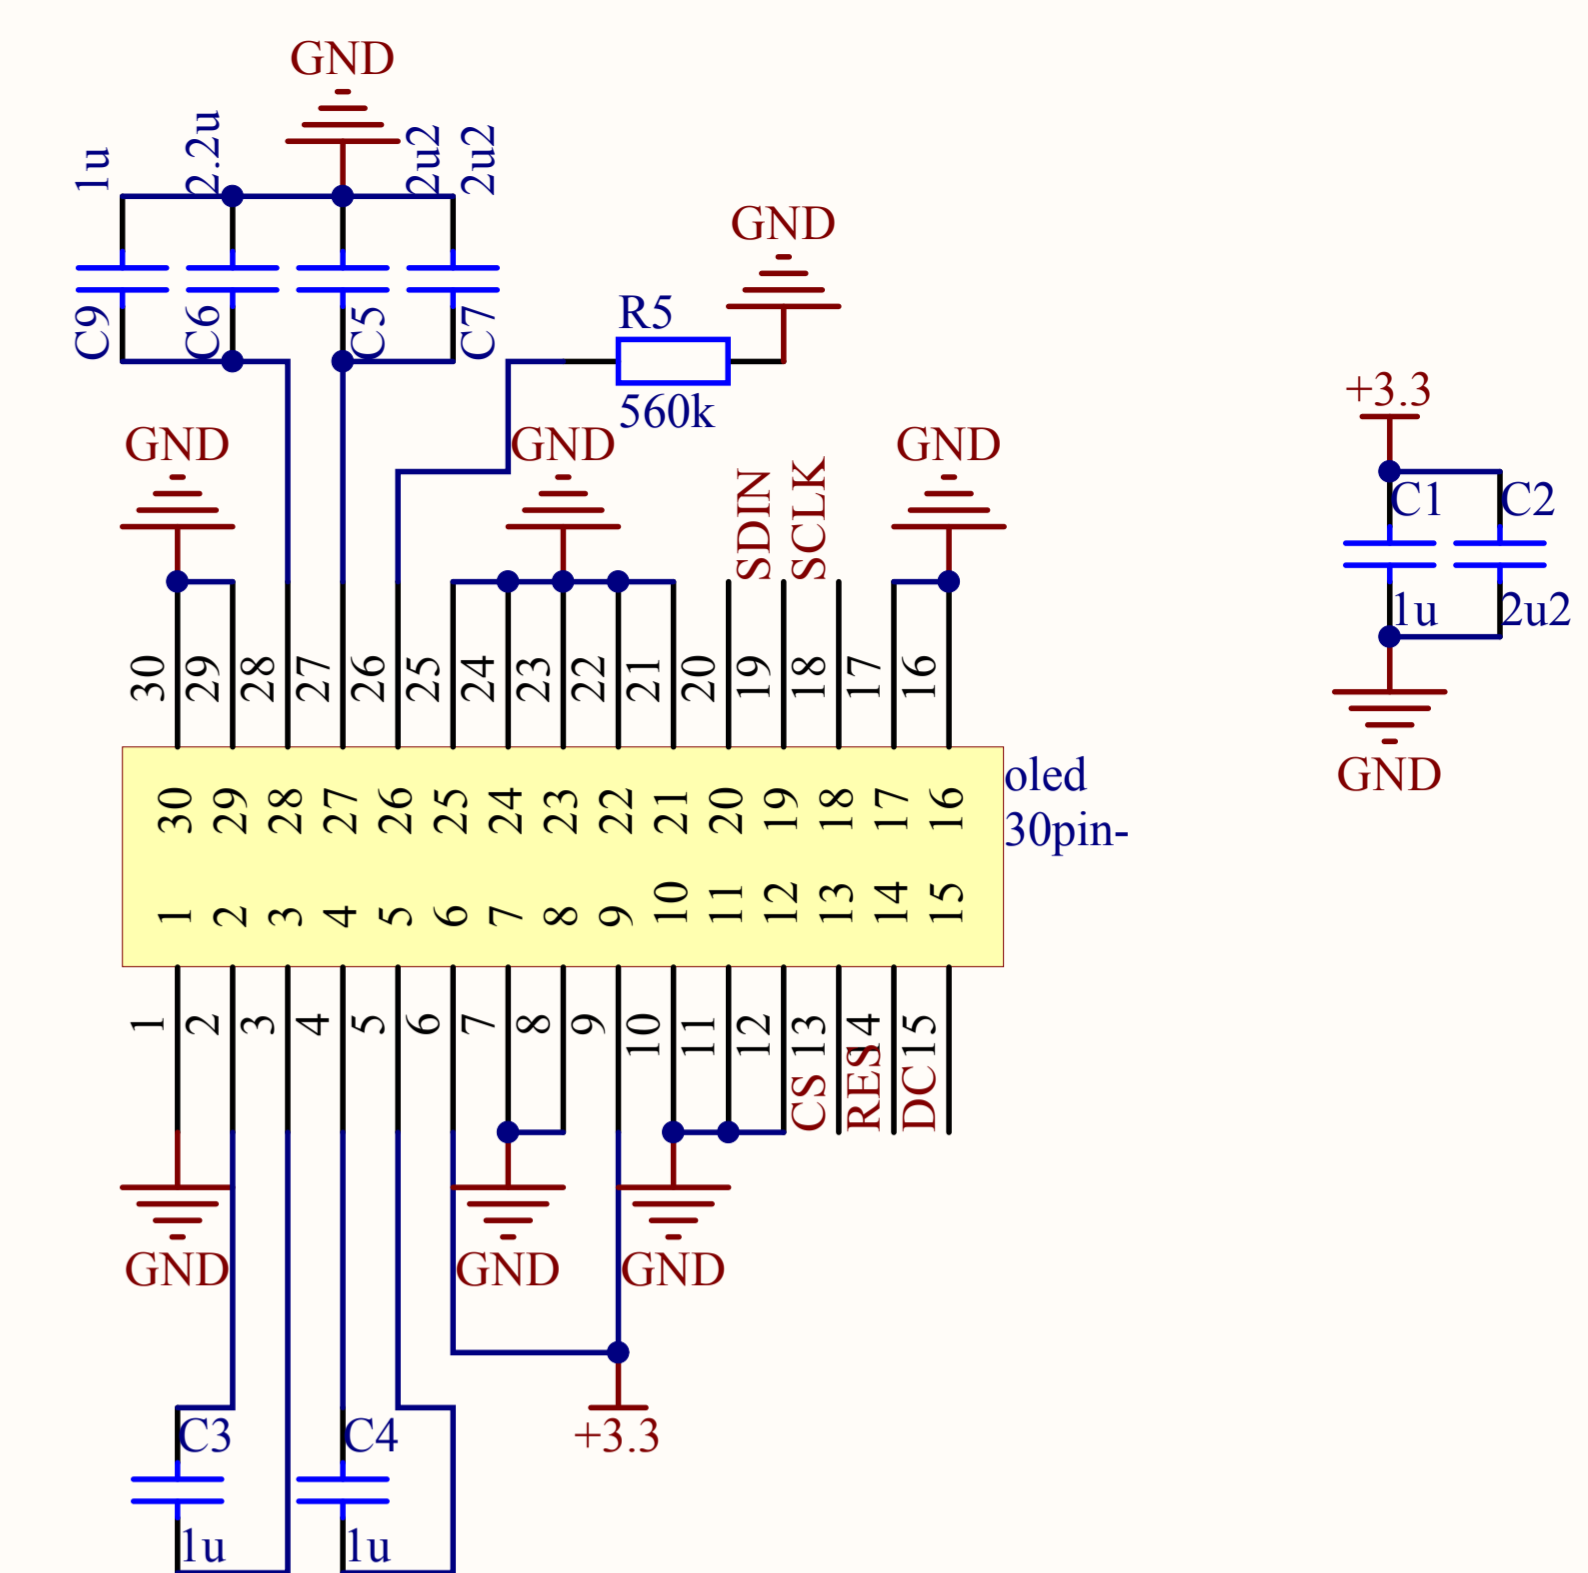 GND
1u
2.2u
2u2
2u2
GND
C9
C6
C5
C7
R5
560k
+3.3
GND
GND
SDIN
SCLK
GND
C1
C2
1u
2u2
30
29
28
27
26
25
24
23
22
21
20
19
18
17
16
GND
30
29
28
27
26
25
24
23
22
21
20
19
18
17
16
oled
30pin-
1
2
3
4
5
6
7
8
9
10
11
12
13
14
15
1
2
3
4
5
6
7
8
9
10
11
12
13
14
15
CS
RES
DC
GND
GND
GND
C3
C4
+3.3
1u
1u